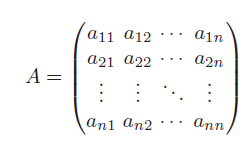 A = ( a11 a12 ⋯ a1n
a21 a22 ⋯ a2n
⋮ ⋮ ⋱ ⋮
an1 an2 ⋯ ann )